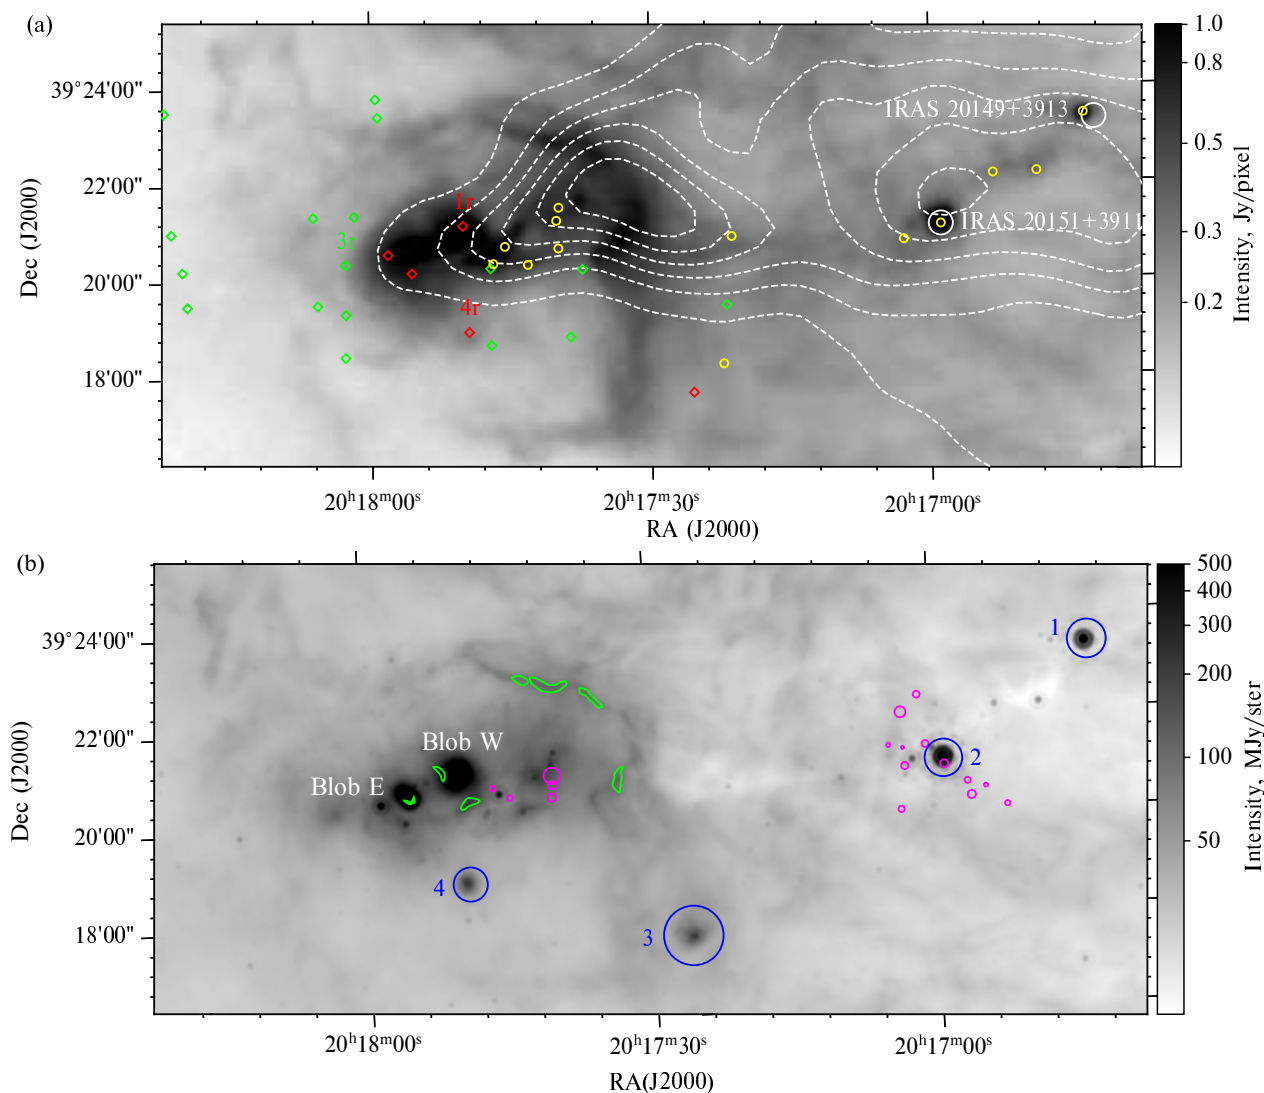 (a)
39°24'00"
22'00"
20'00"
18'00"
Dec (J2000)
IRAS 20149+3913
IRAS 20151+3911
1r
3r
4r
20ʰ18ᵐ00ˢ
20ʰ17ᵐ30ˢ
20ʰ17ᵐ00ˢ
RA (J2000)
1.0
0.8
0.5
0.3
0.2
Intensity, Jy/pixel
(b)
39°24'00"
22'00"
20'00"
18'00"
Dec (J2000)
1
Blob W
2
Blob E
4
3
20ʰ18ᵐ00ˢ
20ʰ17ᵐ30ˢ
20ʰ17ᵐ00ˢ
RA(J2000)
500
400
300
200
100
50
Intensity, MJy/ster